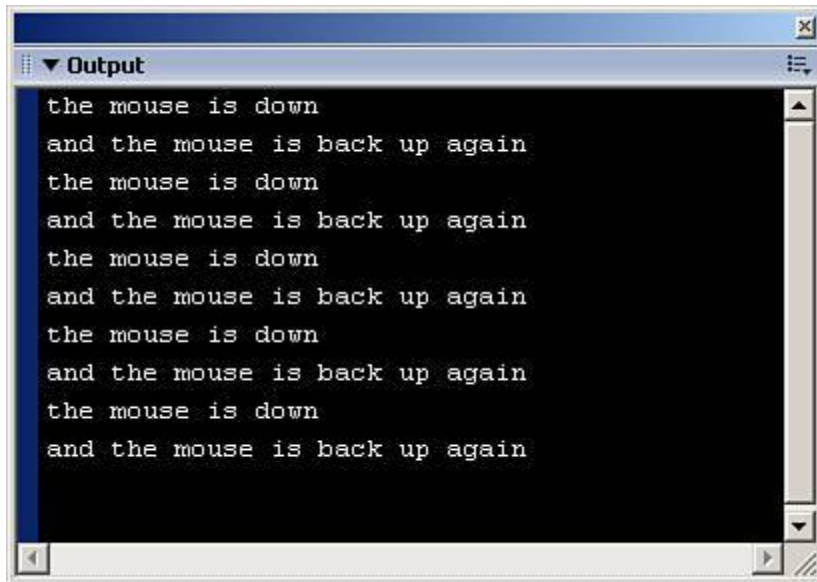 Output
the mouse is down
and the mouse is back up again
the mouse is down
and the mouse is back up again
the mouse is down
and the mouse is back up again
the mouse is down
and the mouse is back up again
the mouse is down
and the mouse is back up again